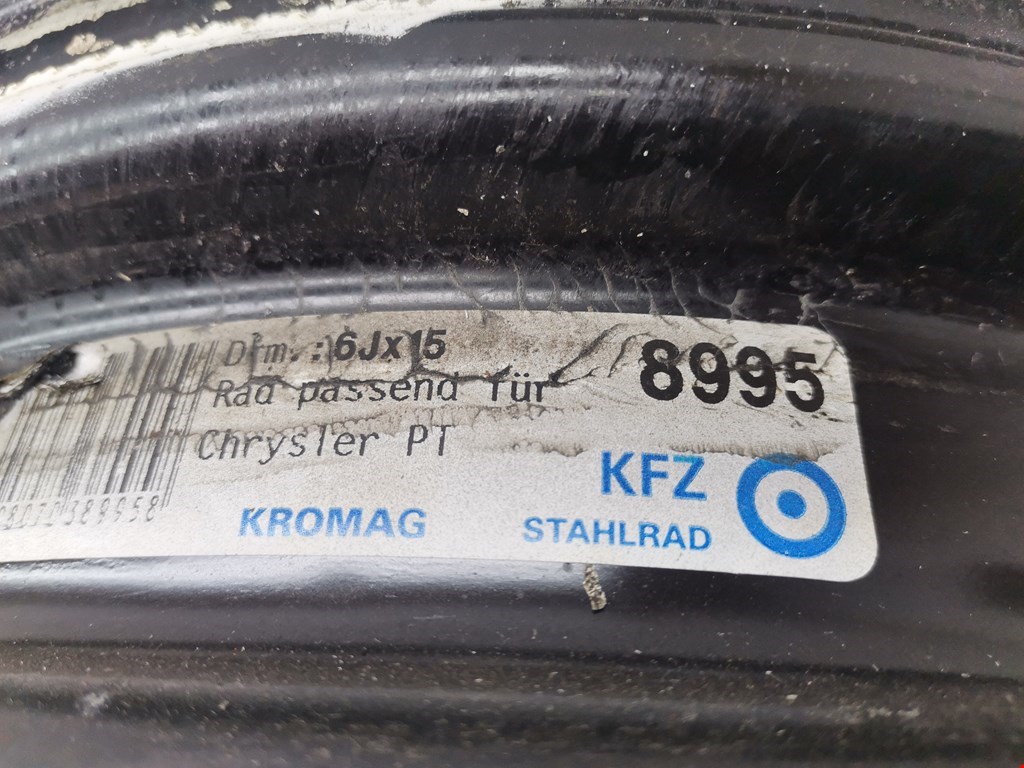 Dim.: 6Jx15
8995
Rad passend für
Chrysler PT
KFZ
KROMAG
STAHLRAD